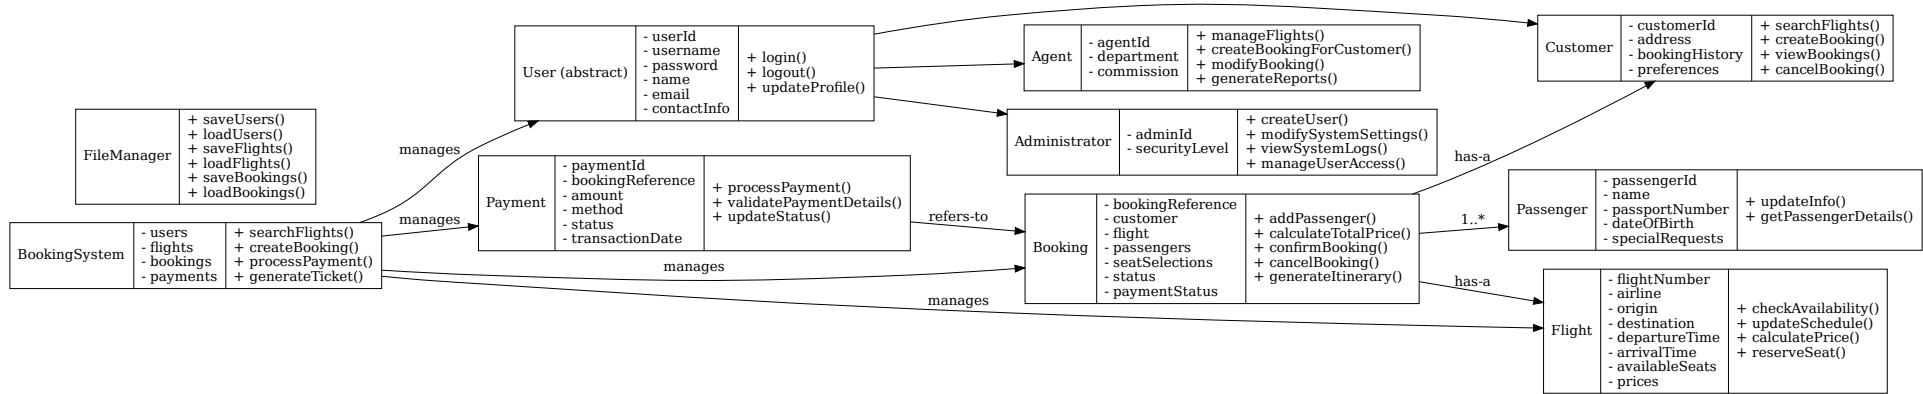 FileManager
+ saveUsers()
+ loadUsers()
+ saveFlights()
+ loadFlights()
+ saveBookings()
+ loadBookings()
BookingSystem
- users
- flights
- bookings
- payments
+ searchFlights()
+ createBooking()
+ processPayment()
+ generateTicket()
manages
manages
manages
manages
User (abstract)
- userId
- username
- password
- name
- email
- contactInfo
+ login()
+ logout()
+ updateProfile()
Payment
- paymentId
- bookingReference
- amount
- method
- status
- transactionDate
+ processPayment()
+ validatePaymentDetails()
+ updateStatus()
refers-to
Agent
- agentId
- department
- commission
+ manageFlights()
+ createBookingForCustomer()
+ modifyBooking()
+ generateReports()
Administrator
- adminId
- securityLevel
+ createUser()
+ modifySystemSettings()
+ viewSystemLogs()
+ manageUserAccess()
Booking
- bookingReference
- customer
- flight
- passengers
- seatSelections
- status
- paymentStatus
+ addPassenger()
+ calculateTotalPrice()
+ confirmBooking()
+ cancelBooking()
+ generateItinerary()
has-a
1..*
has-a
Customer
- customerId
- address
- bookingHistory
- preferences
+ searchFlights()
+ createBooking()
+ viewBookings()
+ cancelBooking()
Passenger
- passengerId
- name
- passportNumber
- dateOfBirth
- specialRequests
+ updateInfo()
+ getPassengerDetails()
Flight
- flightNumber
- airline
- origin
- destination
- departureTime
- arrivalTime
- availableSeats
- prices
+ checkAvailability()
+ updateSchedule()
+ calculatePrice()
+ reserveSeat()